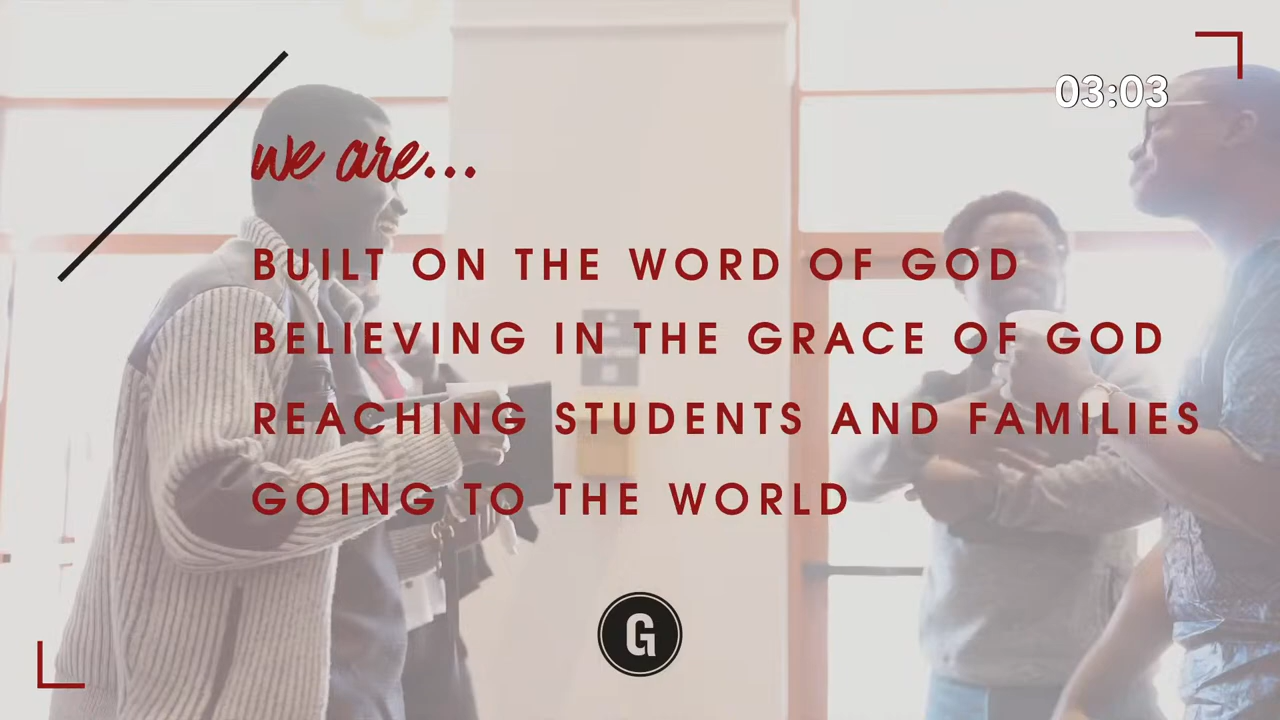 03:03
we are...
BUILT ON THE WORD OF GOD
BELIEVING IN THE GRACE OF GOD
REACHING STUDENTS AND FAMILIES
GOING TO THE WORLD
G